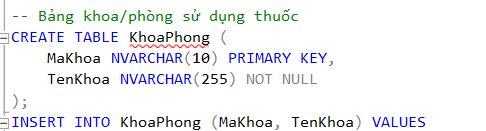 -- Bảng khoa/phòng sử dụng thuốc
CREATE TABLE KhoaPhong (
MaKhoa NVARCHAR(10) PRIMARY KEY,
TenKhoa NVARCHAR(255) NOT NULL
);
INSERT INTO KhoaPhong (MaKhoa, TenKhoa) VALUES